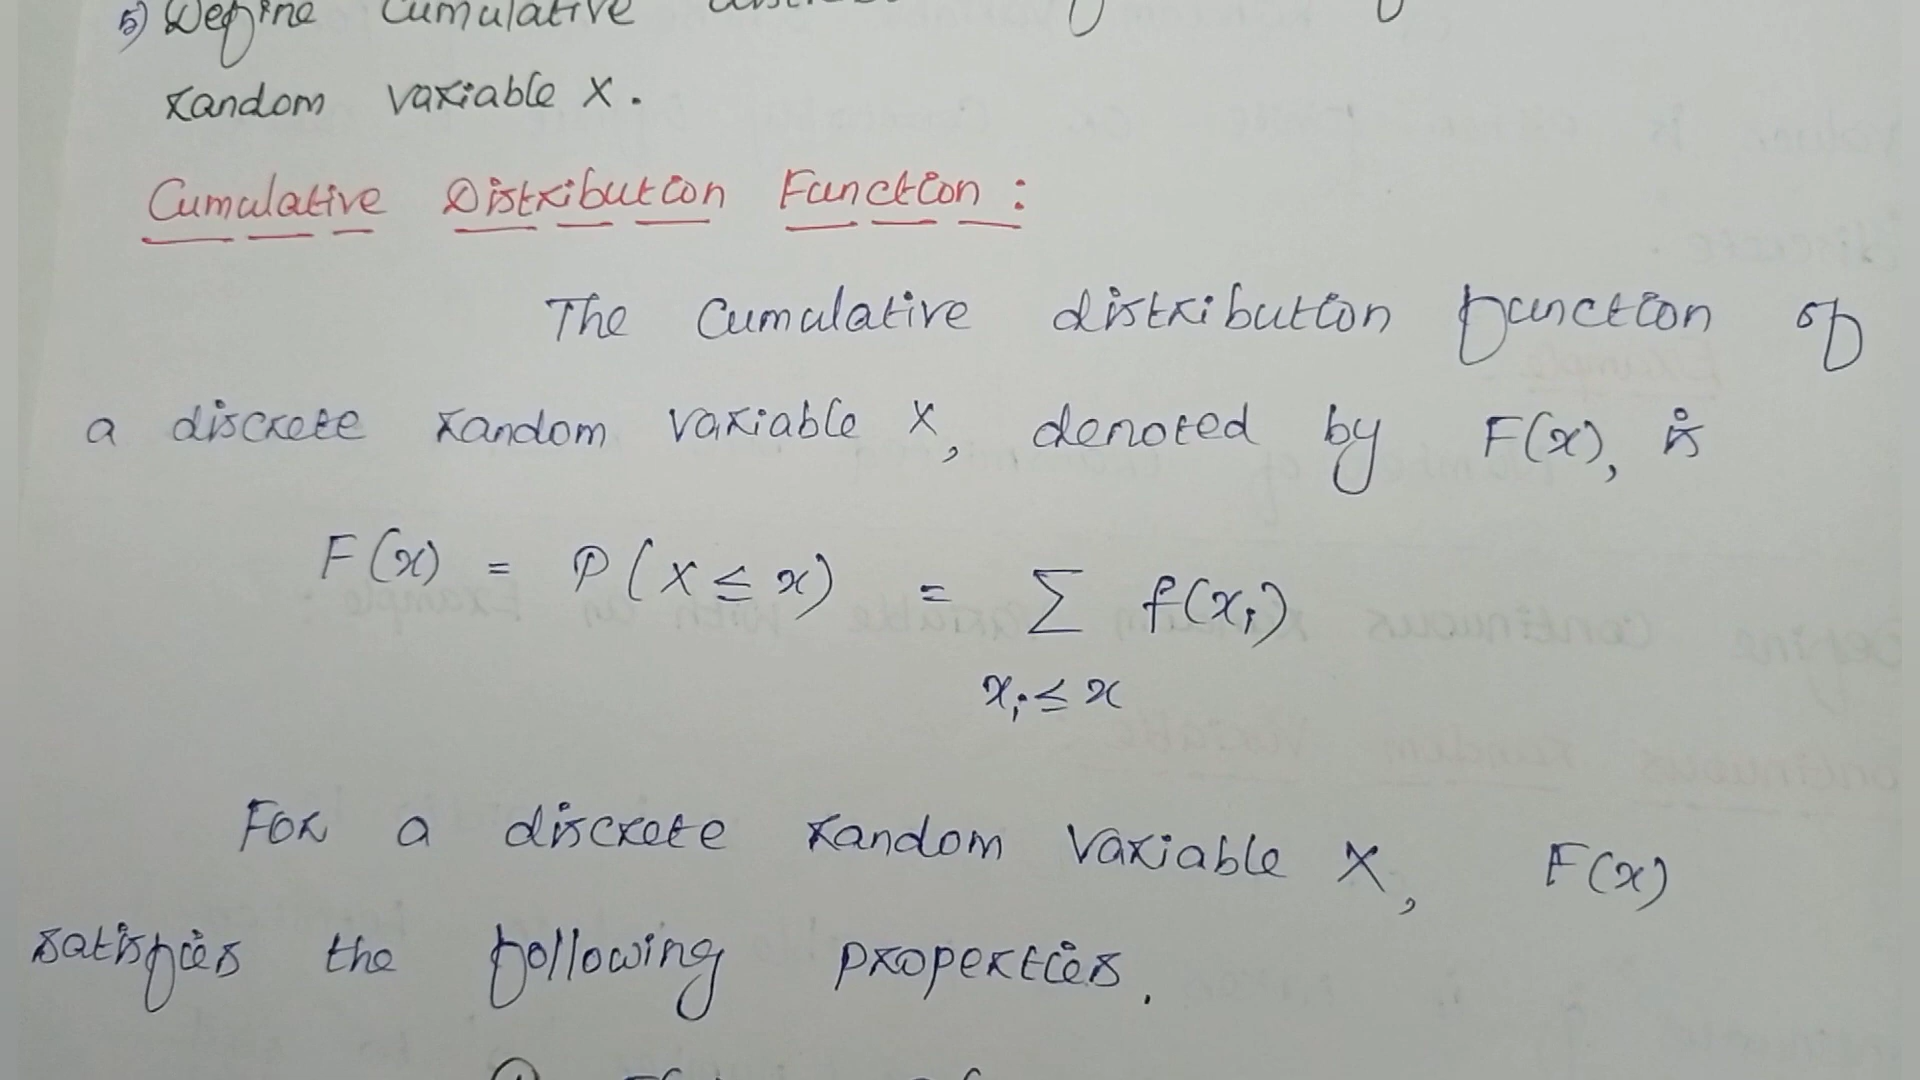 5) Define Cumulative
random variable X.
Cumulative Distribution Function :
The Cumulative distribution function of
a discrete random variable X, denoted by F(x), is
F(x) = P(X ≤ x) = ∑ f(xi)
xi ≤ x
For a discrete random variable X, F(x)
satisfies the following properties.